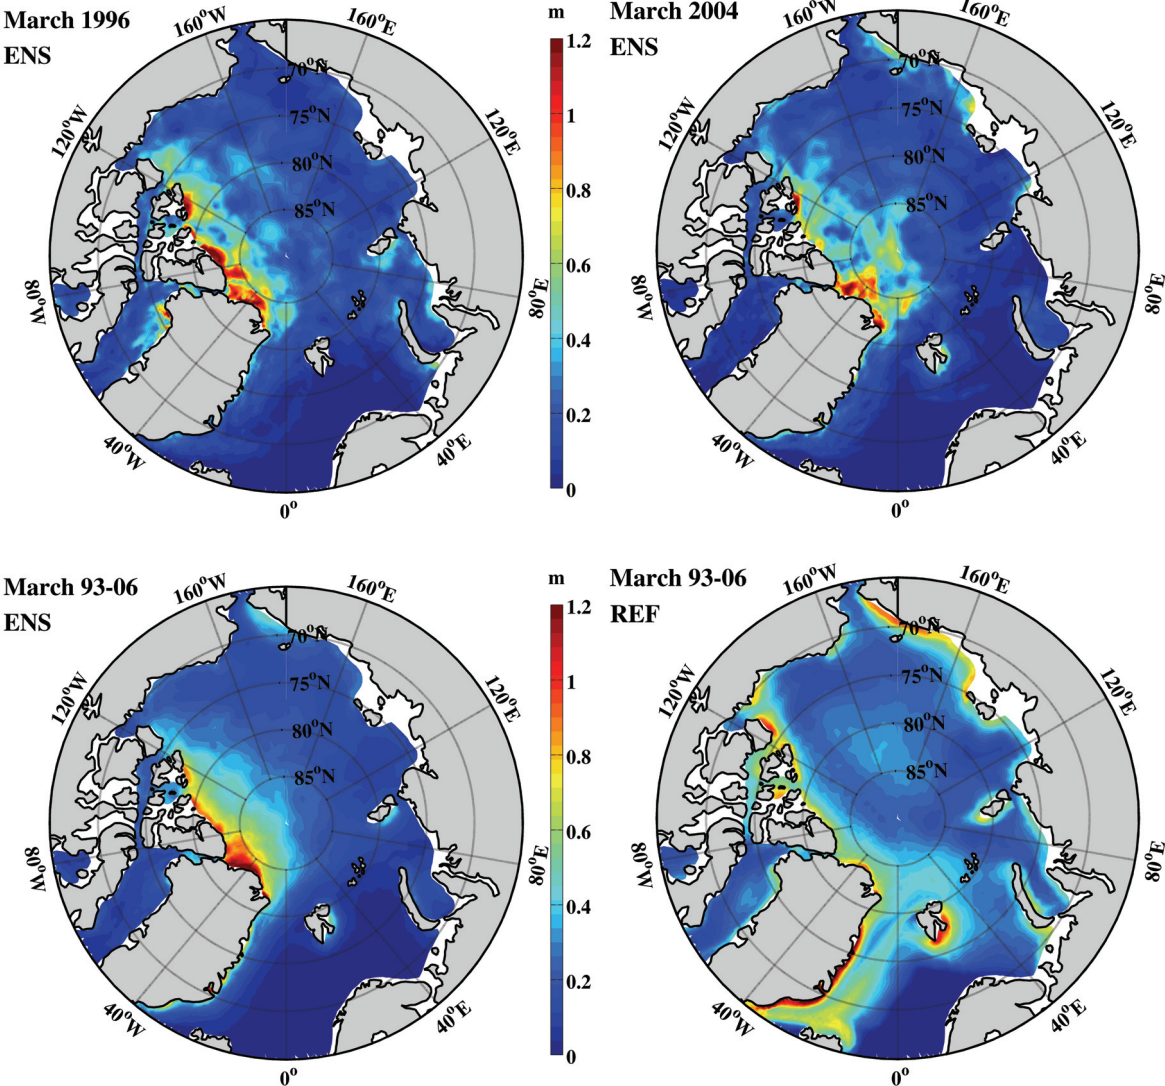 March 1996
ENS
160°W
160°E
120°W
120°E
80°W
80°E
40°W
40°E
0°
70°N
75°N
80°N
85°N
m
1.2
1
0.8
0.6
0.4
0.2
0
March 2004
ENS
160°W
160°E
120°W
120°E
80°W
80°E
40°W
40°E
0°
70°N
75°N
80°N
85°N
March 93-06
ENS
160°W
160°E
120°W
120°E
80°W
80°E
40°W
40°E
0°
70°N
75°N
80°N
85°N
m
1.2
1
0.8
0.6
0.4
0.2
0
March 93-06
REF
160°W
160°E
120°W
120°E
80°W
80°E
40°W
40°E
0°
70°N
75°N
80°N
85°N